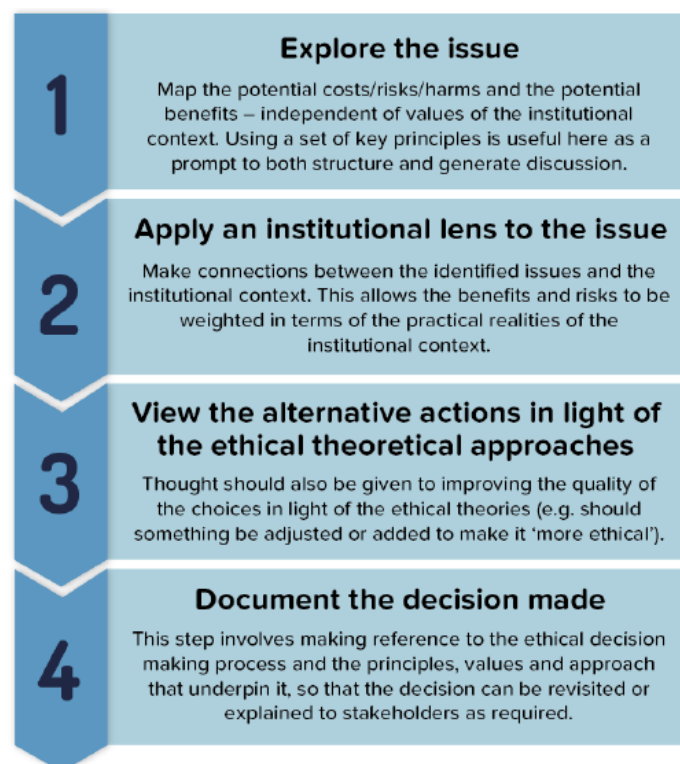 1
Explore the issue
Map the potential costs/risks/harms and the potential
benefits – independent of values of the institutional
context. Using a set of key principles is useful here as a
prompt to both structure and generate discussion.
2
Apply an institutional lens to the issue
Make connections between the identified issues and the
institutional context. This allows the benefits and risks to be
weighted in terms of the practical realities of the
institutional context.
3
View the alternative actions in light of
the ethical theoretical approaches
Thought should also be given to improving the quality of
the choices in light of the ethical theories (e.g. should
something be adjusted or added to make it ‘more ethical’).
4
Document the decision made
This step involves making reference to the ethical decision
making process and the principles, values and approach
that underpin it, so that the decision can be revisited or
explained to stakeholders as required.